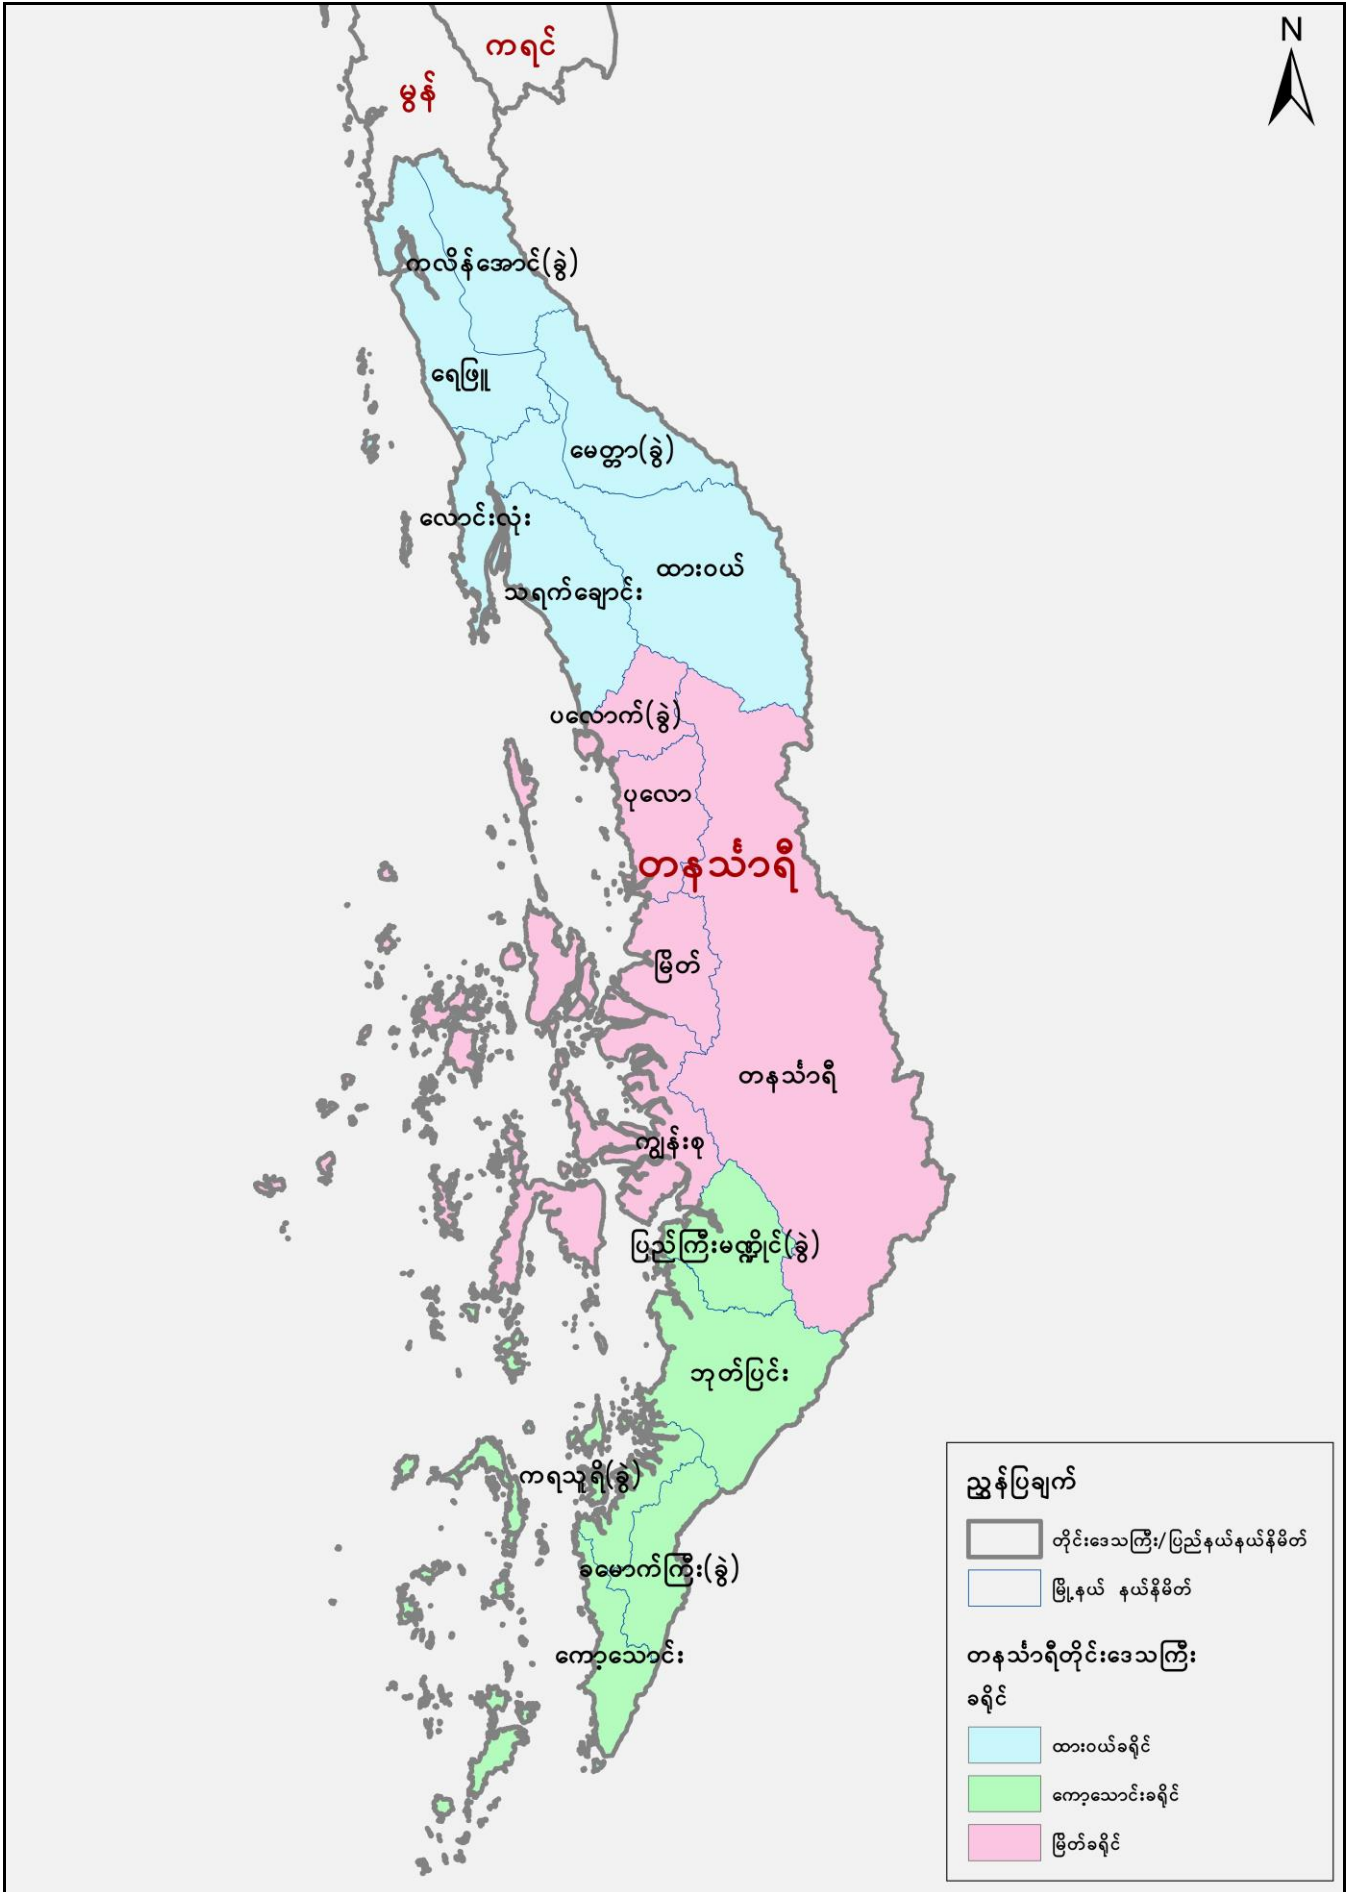 N
ကရင်
မွန်
ကလိန်အောင်(ခွဲ)
ရေဖြူ
မေတ္တာ(ခွဲ)
လောင်းလုံး
ထားဝယ်
သရက်ချောင်း
ပလောက်(ခွဲ)
ပုလော
တနင်္သာရီ
မြိတ်
တနင်္သာရီ
ကျွန်းစု
ပြည်ကြီးမဏ္ဍိုင်(ခွဲ)
ဘုတ်ပြင်း
ကရသူရိ(ခွဲ)
ခမောက်ကြီး(ခွဲ)
ကော့သောင်း
ညွှန်ပြချက်
တိုင်းဒေသကြီး/ပြည်နယ်နယ်နိမိတ်
မြို့နယ် နယ်နိမိတ်
တနင်္သာရီတိုင်းဒေသကြီး
ခရိုင်
ထားဝယ်ခရိုင်
ကော့သောင်းခရိုင်
မြိတ်ခရိုင်